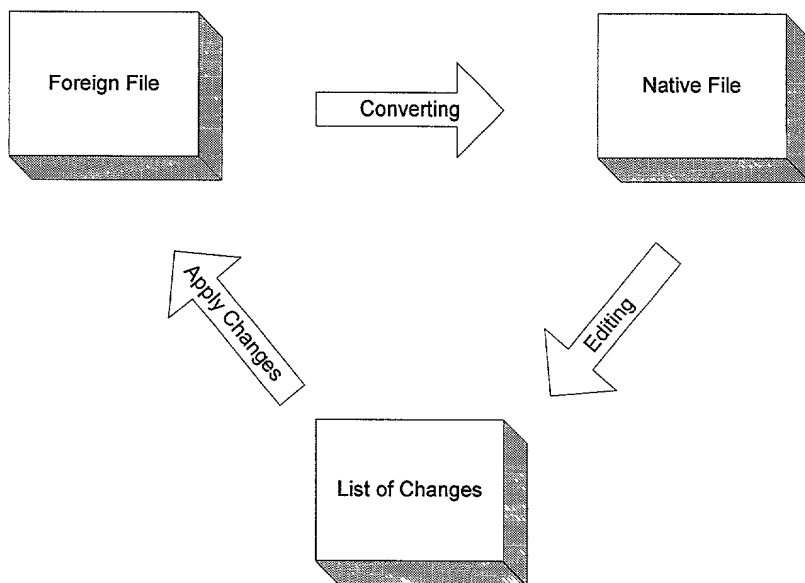 Foreign File
Converting
Native File
Apply Changes
Editing
List of Changes